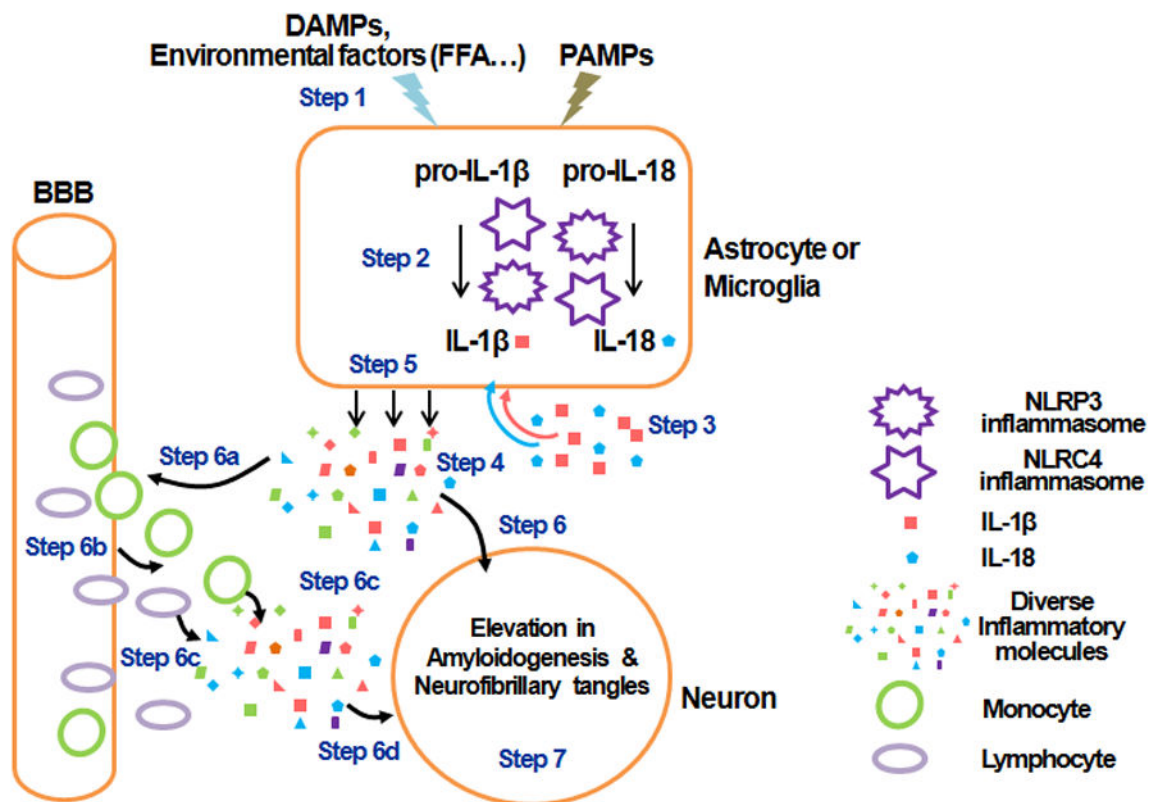 DAMPs,
Environmental factors (FFA...)
PAMPs
Step 1
pro-IL-1β
pro-IL-18
BBB
Step 2
Astrocyte or
Microglia
IL-1β
IL-18
Step 5
Step 3
Step 6a
Step 4
Step 6
Step 6b
Step 6c
Step 6c
Elevation in
Amyloidogenesis &
Neurofibrillary tangles
Neuron
Step 6d
Step 7
NLRP3
inflammasome
NLRC4
inflammasome
IL-1β
IL-18
Diverse
Inflammatory
molecules
Monocyte
Lymphocyte